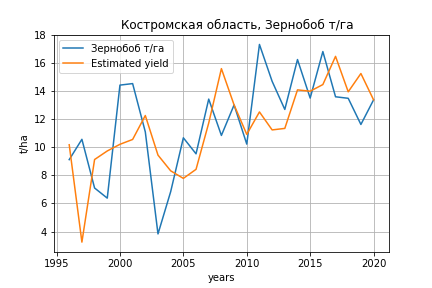 Костромская область, Зернобоб т/га
Зернобоб т/га
Estimated yield
t/ha
18
16
14
12
10
8
6
4
1995
2000
2005
2010
2015
2020
years